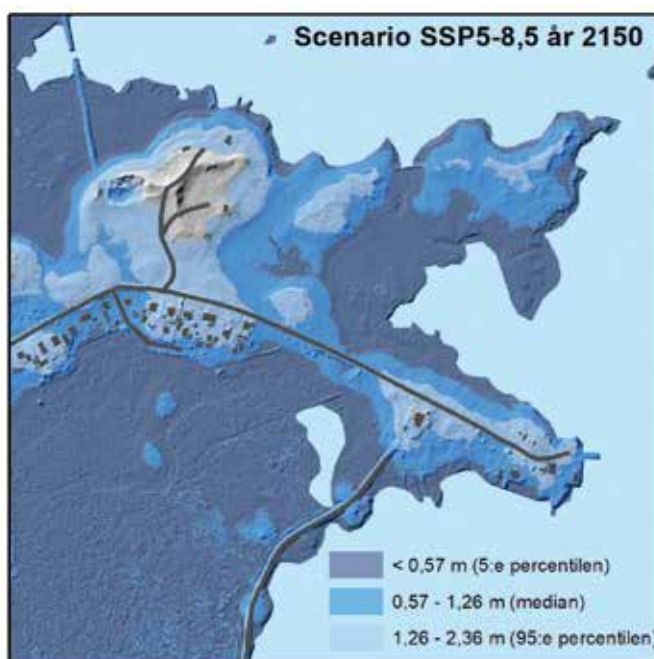 Scenario SSP5-8,5 år 2150
< 0,57 m (5:e percentilen)
0,57 - 1,26 m (median)
1,26 - 2,36 m (95:e percentilen)